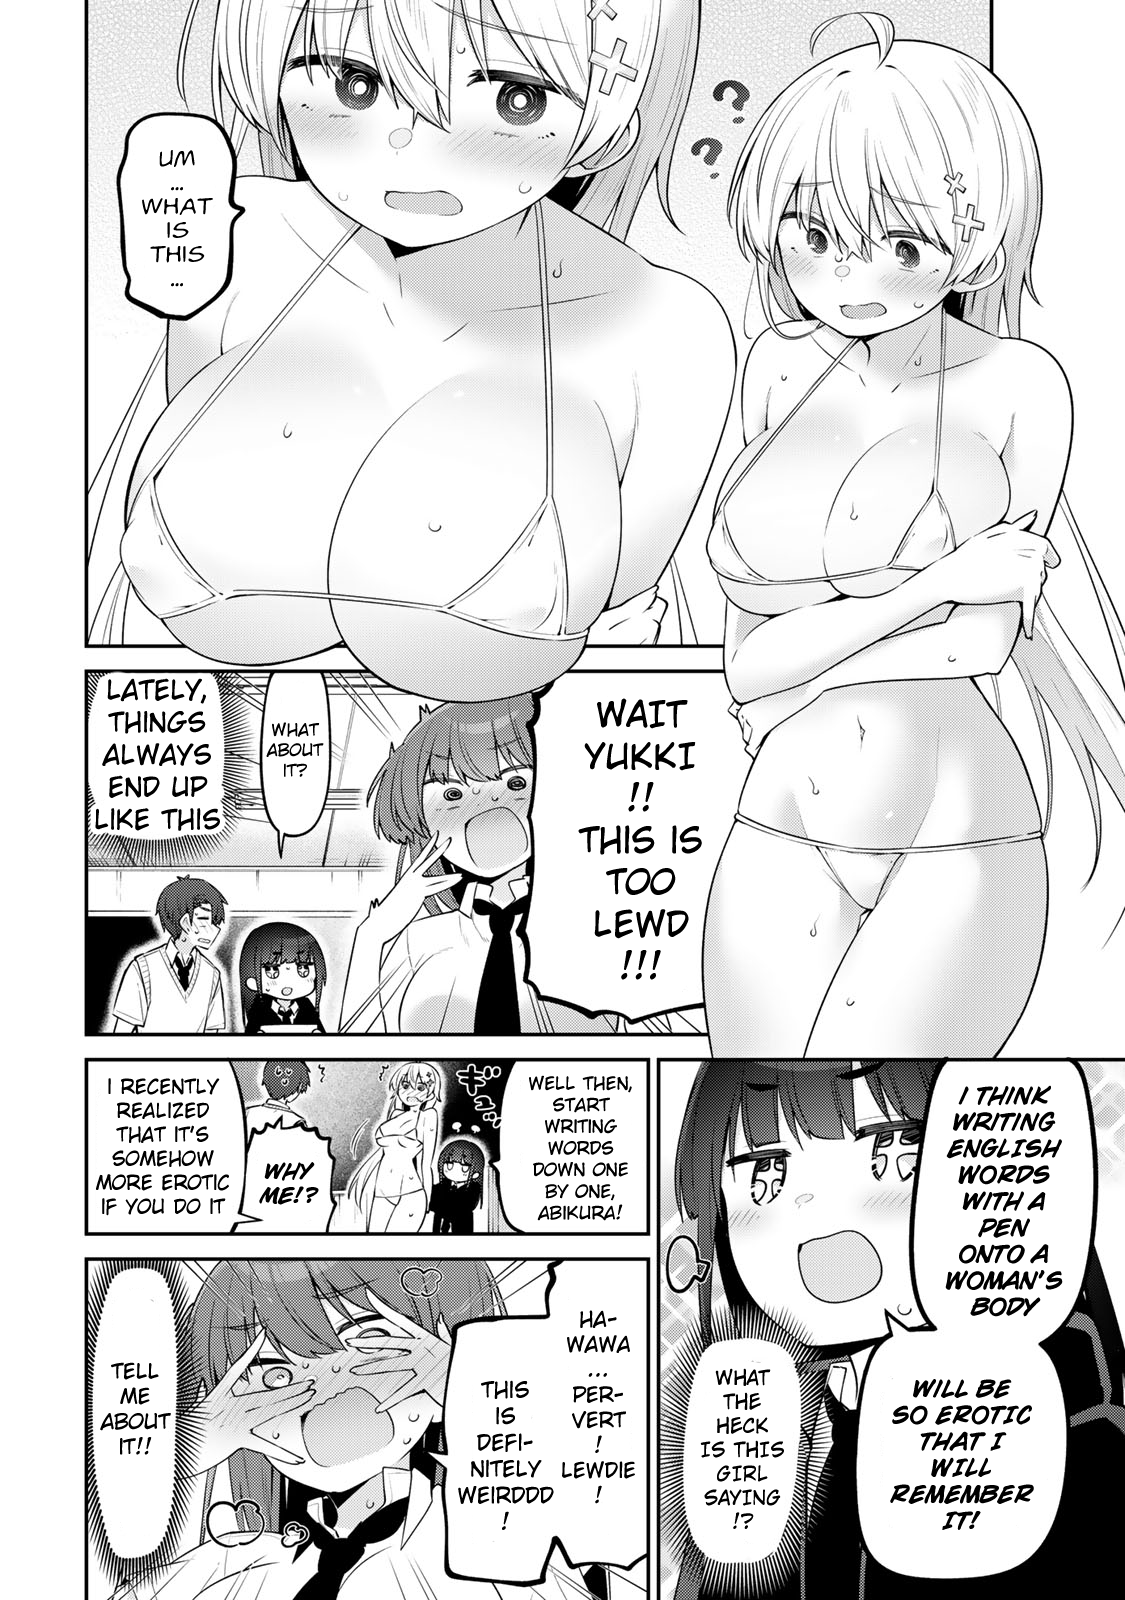 UM
...
WHAT
IS
THIS
...
? ? ?
WAIT
YUKKI
!!
THIS IS
TOO
LEWD
!!!
WHAT
ABOUT
IT?
LATELY,
THINGS
ALWAYS
END UP
LIKE THIS
I THINK
WRITING
ENGLISH
WORDS
WITH A
PEN
ONTO A
WOMAN'S
BODY
WILL BE
SO EROTIC
THAT I
WILL
REMEMBER
IT!
WHAT
THE
HECK
IS THIS
GIRL
SAYING
!?
WELL THEN,
START
WRITING
WORDS
DOWN ONE
BY ONE,
ABIKURA!
ギュッ
WHY
ME!?
I RECENTLY
REALIZED
THAT IT'S
SOMEHOW
MORE EROTIC
IF YOU DO IT
HA-
WAWA
...
PER-
VERT
!
LEWDIE
!
THIS
IS
DEFI-
NITELY
WEIRDDD
!
TELL
ME
ABOUT
IT!!